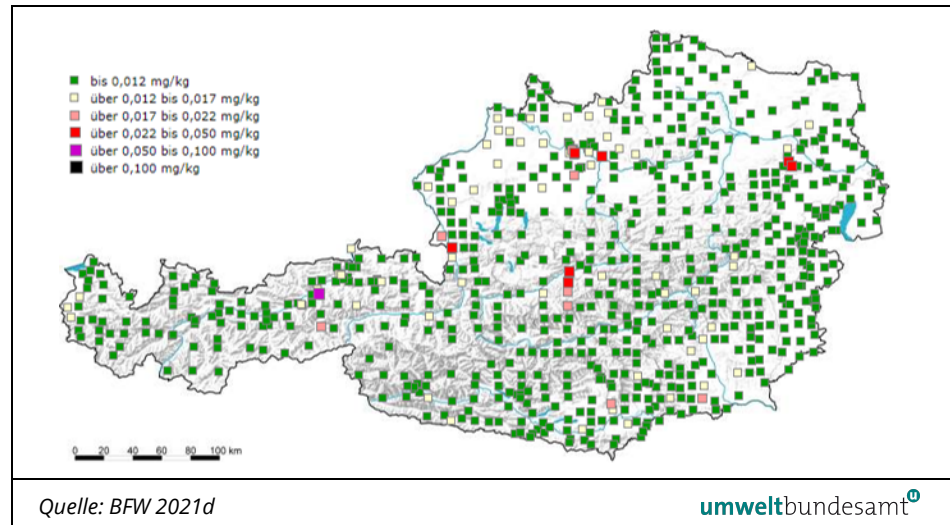 bis 0,012 mg/kg
über 0,012 bis 0,017 mg/kg
über 0,017 bis 0,022 mg/kg
über 0,022 bis 0,050 mg/kg
über 0,050 bis 0,100 mg/kg
über 0,100 mg/kg
0 20 40 60 80 100 km
Quelle: BFW 2021d
umweltbundesamt u